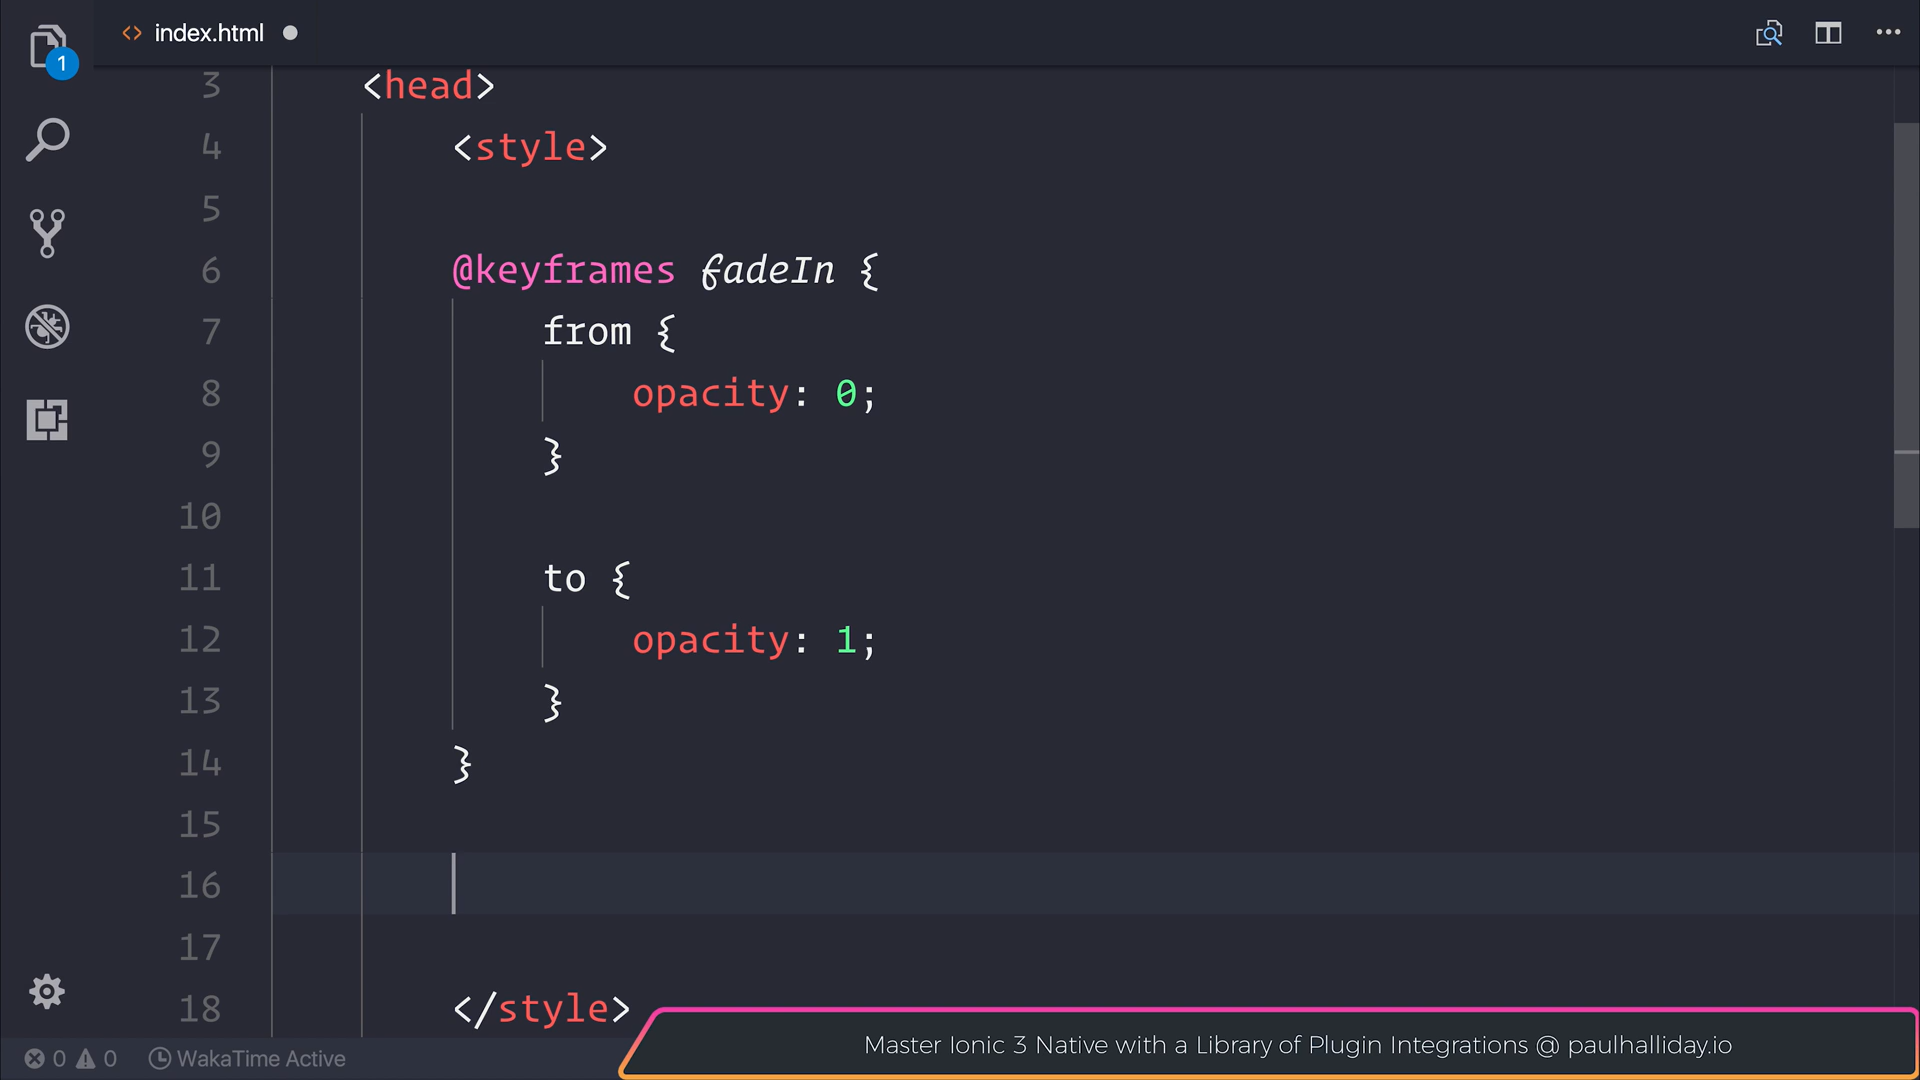 1
<> index.html
3 <head>
4 <style>
5
6 @keyframes fadeIn {
7 from {
8 opacity: 0;
9 }
10
11 to {
12 opacity: 1;
13 }
14 }
15
16
17
18 </style>
0 0 WakaTime Active
Master Ionic 3 Native with a Library of Plugin Integrations @ paulhalliday.io